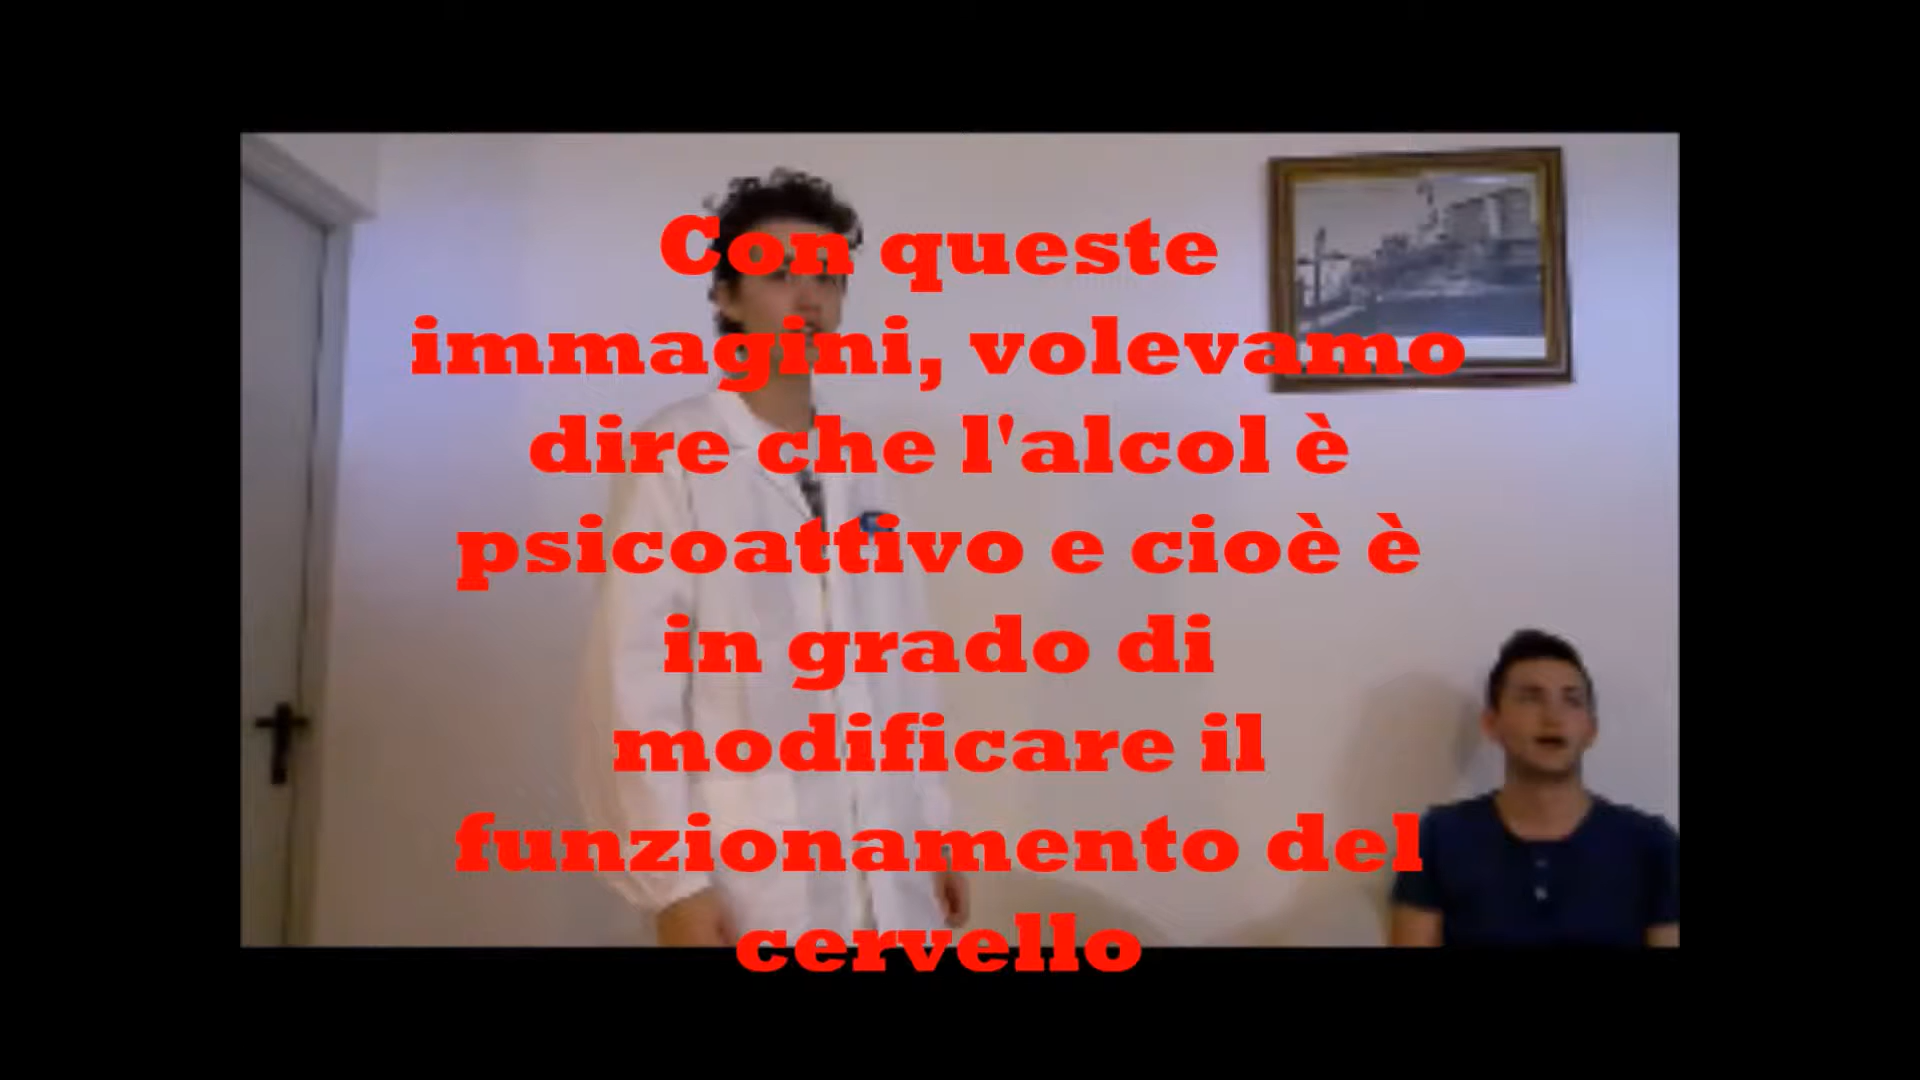 Con queste
immagini, volevamo
dire che l'alcol è
psicoattivo e cioè è
in grado di
modificare il
funzionamento del
cervello